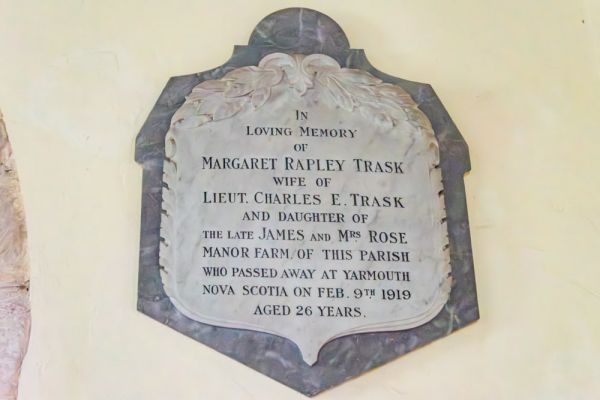 In
Loving Memory
of
Margaret Rapley Trask
wife of
Lieut. Charles E. Trask
and daughter of
the late James and Mrs Rose
Manor Farm, of this parish
who passed away at Yarmouth
Nova Scotia on Feb. 9th 1919
aged 26 years.